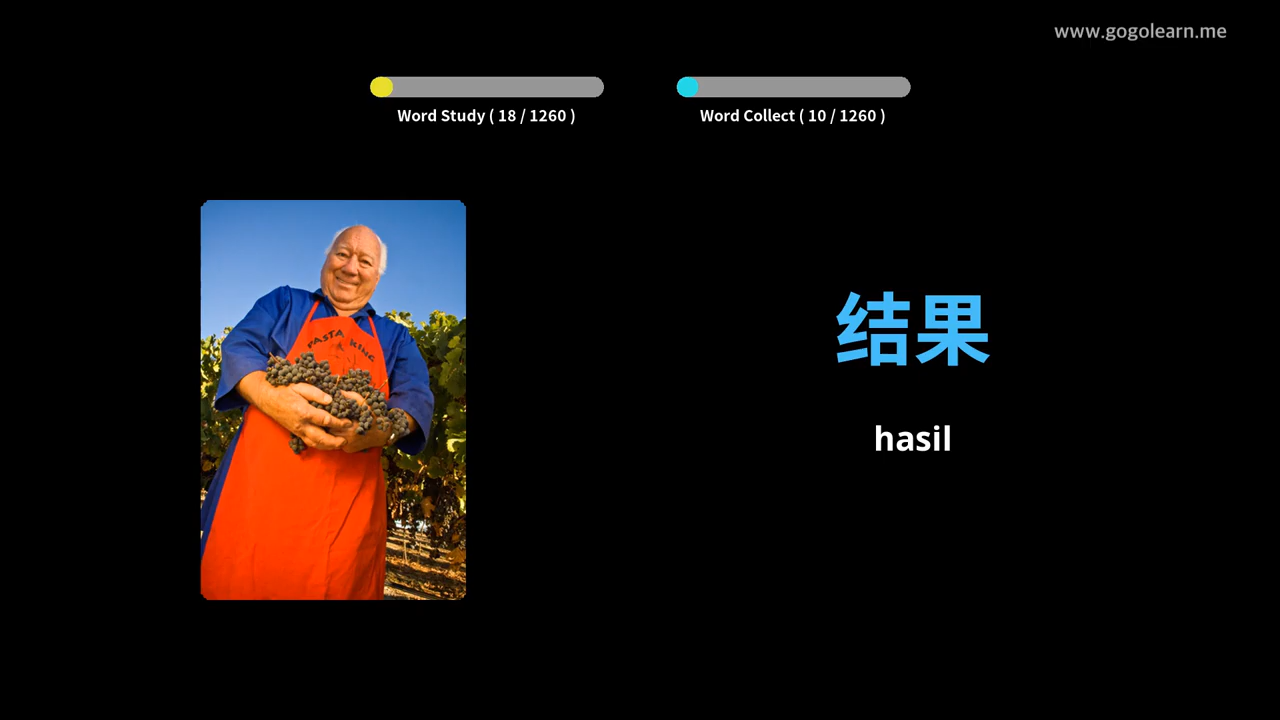 www.gogolearn.me
Word Study ( 18 / 1260 )
Word Collect ( 10 / 1260 )
PASTA KING
结果
hasil